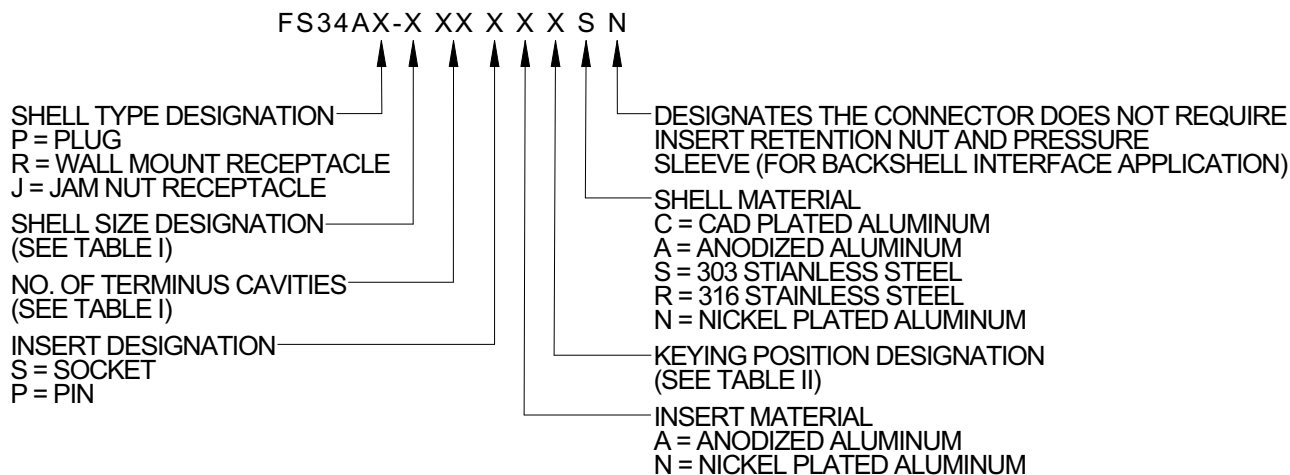 FS34AX-X XX X X X S N
SHELL TYPE DESIGNATION
P = PLUG
R = WALL MOUNT RECEPTACLE
J = JAM NUT RECEPTACLE
SHELL SIZE DESIGNATION
(SEE TABLE I)
NO. OF TERMINUS CAVITIES
(SEE TABLE I)
INSERT DESIGNATION
S = SOCKET
P = PIN
DESIGNATES THE CONNECTOR DOES NOT REQUIRE
INSERT RETENTION NUT AND PRESSURE
SLEEVE (FOR BACKSHELL INTERFACE APPLICATION)
SHELL MATERIAL
C = CAD PLATED ALUMINUM
A = ANODIZED ALUMINUM
S = 303 STIANLESS STEEL
R = 316 STAINLESS STEEL
N = NICKEL PLATED ALUMINUM
KEYING POSITION DESIGNATION
(SEE TABLE II)
INSERT MATERIAL
A = ANODIZED ALUMINUM
N = NICKEL PLATED ALUMINUM